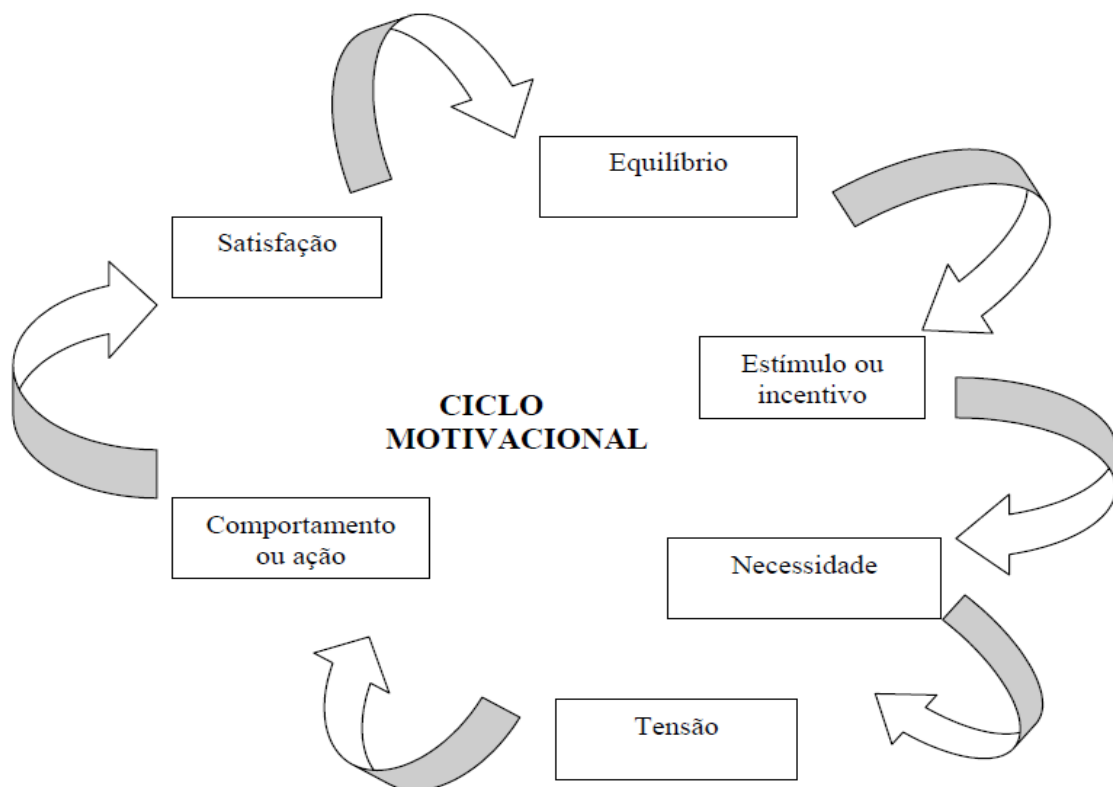 Equilíbrio
Satisfação
Estímulo ou
incentivo
CICLO
MOTIVACIONAL
Comportamento
ou ação
Necessidade
Tensão